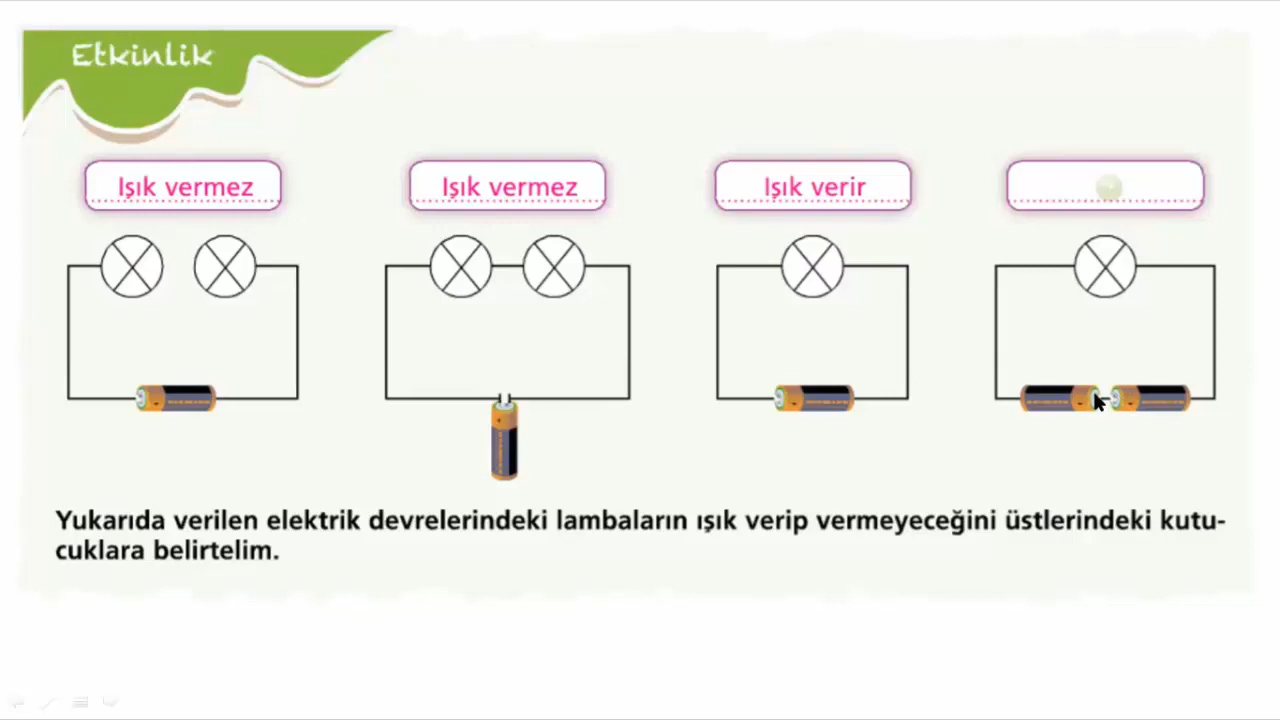 Etkinlik
Işık vermez
Işık vermez
Işık verir
Yukarıda verilen elektrik devrelerindeki lambaların ışık verip vermeyeceğini üstlerindeki kutu-
cuklara belirtelim.